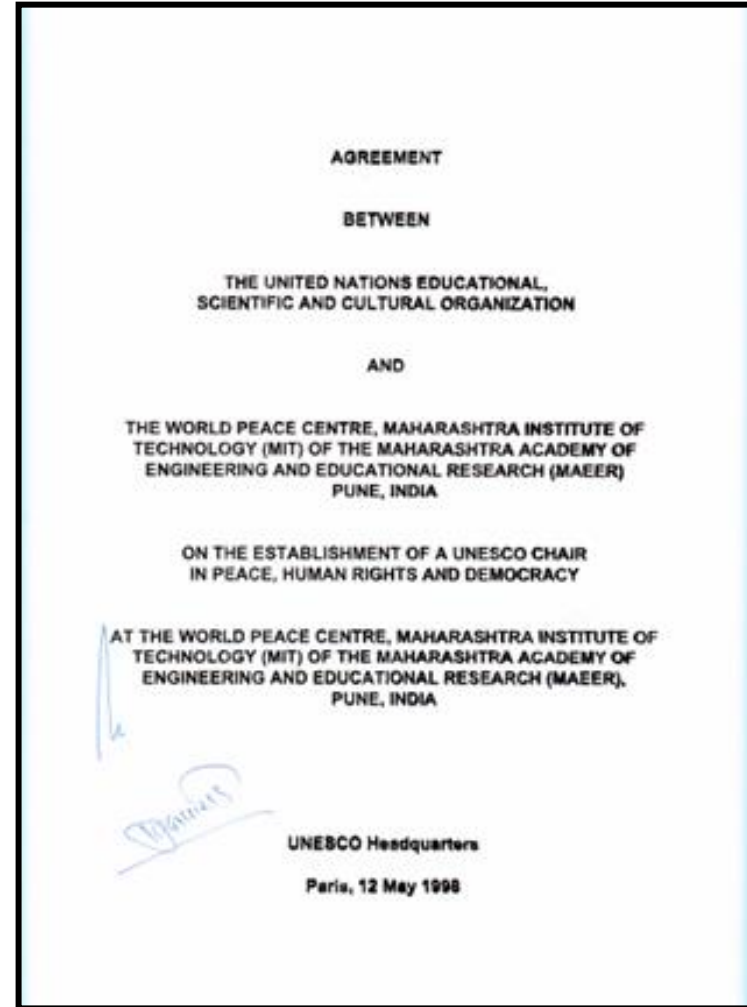 AGREEMENT
BETWEEN
THE UNITED NATIONS EDUCATIONAL,
SCIENTIFIC AND CULTURAL ORGANIZATION
AND
THE WORLD PEACE CENTRE, MAHARASHTRA INSTITUTE OF
TECHNOLOGY (MIT) OF THE MAHARASHTRA ACADEMY OF
ENGINEERING AND EDUCATIONAL RESEARCH (MAEER)
PUNE, INDIA
ON THE ESTABLISHMENT OF A UNESCO CHAIR
IN PEACE, HUMAN RIGHTS AND DEMOCRACY
AT THE WORLD PEACE CENTRE, MAHARASHTRA INSTITUTE OF
TECHNOLOGY (MIT) OF THE MAHARASHTRA ACADEMY OF
ENGINEERING AND EDUCATIONAL RESEARCH (MAEER),
PUNE, INDIA
UNESCO Headquarters
Paris, 12 May 1998